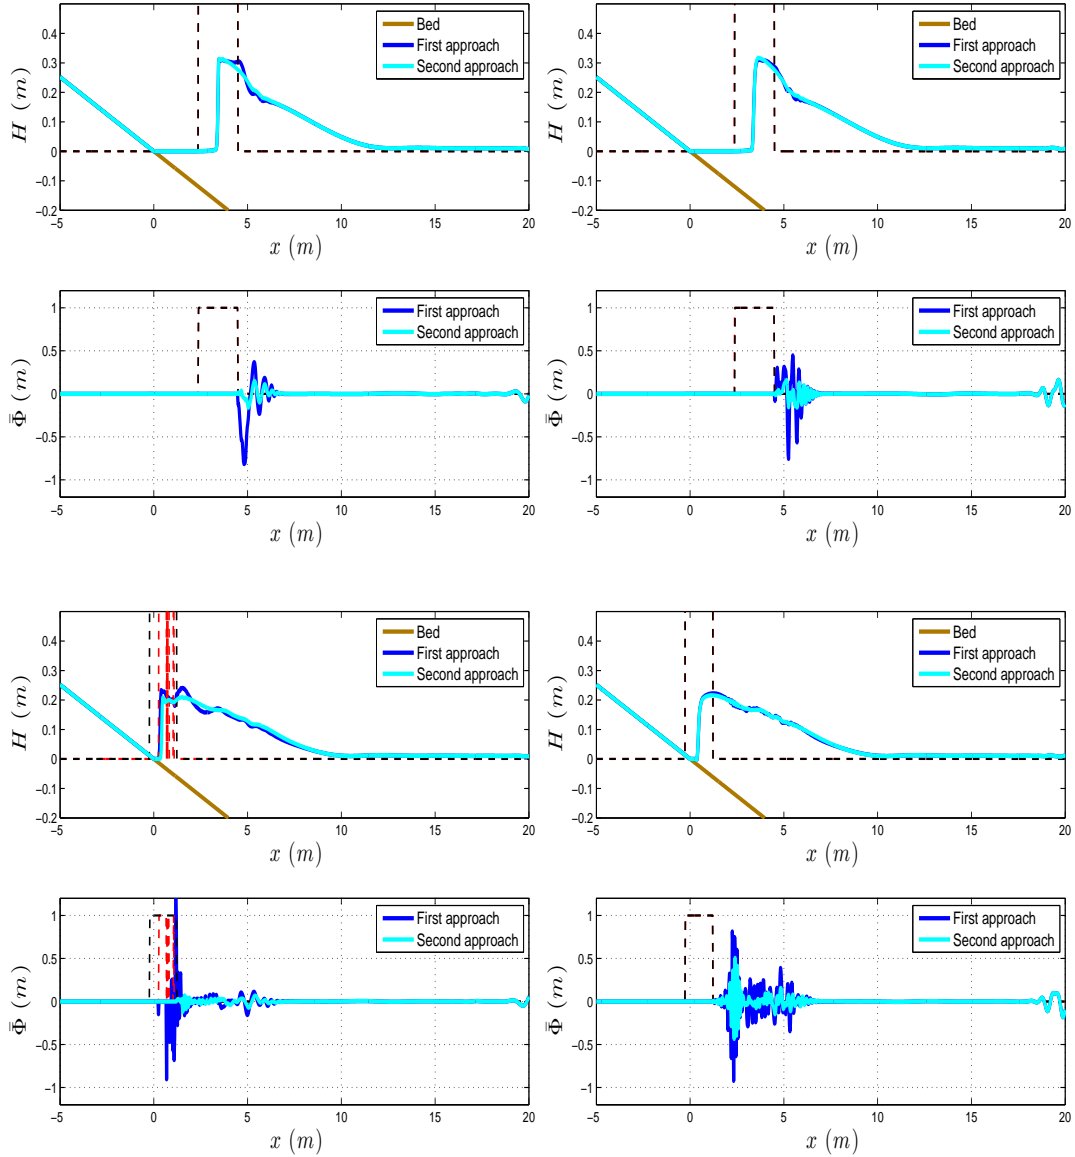 0.4
0.3
0.2
0.1
0
−0.1
−0.2
H (m)
Bed
First approach
Second approach
−5 0 5 10 15 20
x (m)
0.4
0.3
0.2
0.1
0
−0.1
−0.2
H (m)
Bed
First approach
Second approach
−5 0 5 10 15 20
x (m)
1
0.5
0
−0.5
−1
Φ̄ (m)
First approach
Second approach
−5 0 5 10 15 20
x (m)
1
0.5
0
−0.5
−1
Φ̄ (m)
First approach
Second approach
−5 0 5 10 15 20
x (m)
0.4
0.3
0.2
0.1
0
−0.1
−0.2
H (m)
Bed
First approach
Second approach
−5 0 5 10 15 20
x (m)
0.4
0.3
0.2
0.1
0
−0.1
−0.2
H (m)
Bed
First approach
Second approach
−5 0 5 10 15 20
x (m)
1
0.5
0
−0.5
−1
Φ̄ (m)
First approach
Second approach
−5 0 5 10 15 20
x (m)
1
0.5
0
−0.5
−1
Φ̄ (m)
First approach
Second approach
−5 0 5 10 15 20
x (m)